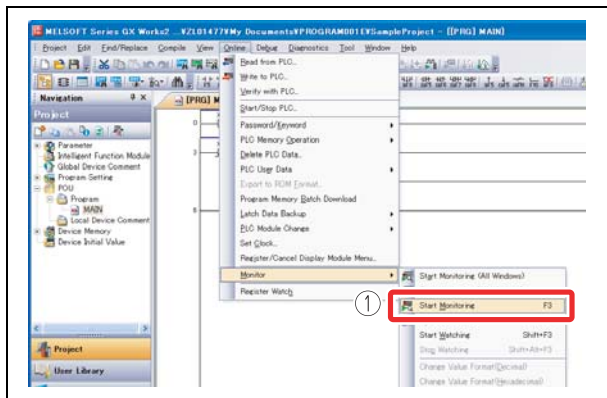 MELSOFT Series GX Works2 ...¥ZL01477¥My Documents¥PROGRAM001E¥SampleProject - [[PRG] MAIN]
Project Edit Find/Replace Compile View Online Debug Diagnostics Tool Window Help
Navigation
[PRG] M
Project
Parameter
Intelligent Function Module
Global Device Comment
Program Setting
POU
Program
MAIN
Local Device Comment
Device Memory
Device Initial Value
Project
User Library
0
3
6
Read from PLC...
Write to PLC...
Verify with PLC...
Start/Stop PLC...
Password/Keyword
PLC Memory Operation
Delete PLC Data...
PLC User Data
Export to ROM Format...
Program Memory Batch Download
Latch Data Backup
PLC Module Change
Set Clock...
Register/Cancel Display Module Menu...
Monitor
Register Watch
Start Monitoring (All Windows)
1
Start Monitoring F3
Start Watching Shift+F3
Stop Watching Shift+Alt+F3
Change Value Format(Decimal)
Change Value Format(Hexadecimal)